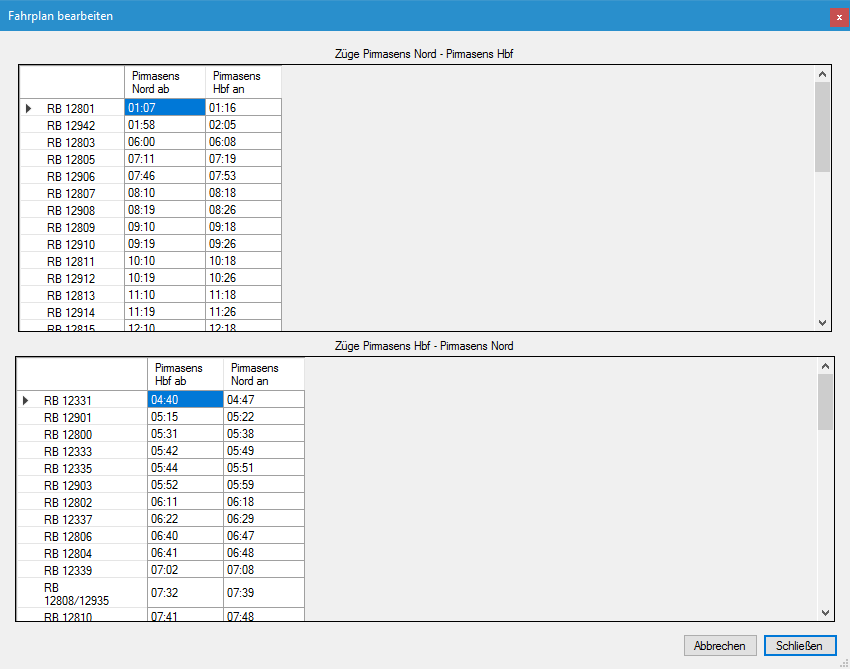 Fahrplan bearbeiten
x
Züge Pirmasens Nord - Pirmasens Hbf
Pirmasens Nord ab Pirmasens Hbf an
RB 12801 01:07 01:16
RB 12942 01:58 02:05
RB 12803 06:00 06:08
RB 12805 07:11 07:19
RB 12906 07:46 07:53
RB 12807 08:10 08:18
RB 12908 08:19 08:26
RB 12809 09:10 09:18
RB 12910 09:19 09:26
RB 12811 10:10 10:18
RB 12912 10:19 10:26
RB 12813 11:10 11:18
RB 12914 11:19 11:26
RB 12815 12:10 12:18
Züge Pirmasens Hbf - Pirmasens Nord
Pirmasens Hbf ab Pirmasens Nord an
RB 12331 04:40 04:47
RB 12901 05:15 05:22
RB 12800 05:31 05:38
RB 12333 05:42 05:49
RB 12335 05:44 05:51
RB 12903 05:52 05:59
RB 12802 06:11 06:18
RB 12337 06:22 06:29
RB 12806 06:40 06:47
RB 12804 06:41 06:48
RB 12339 07:02 07:08
RB
12808/12935 07:32 07:39
RB 12810 07:41 07:48
Abbrechen Schließen